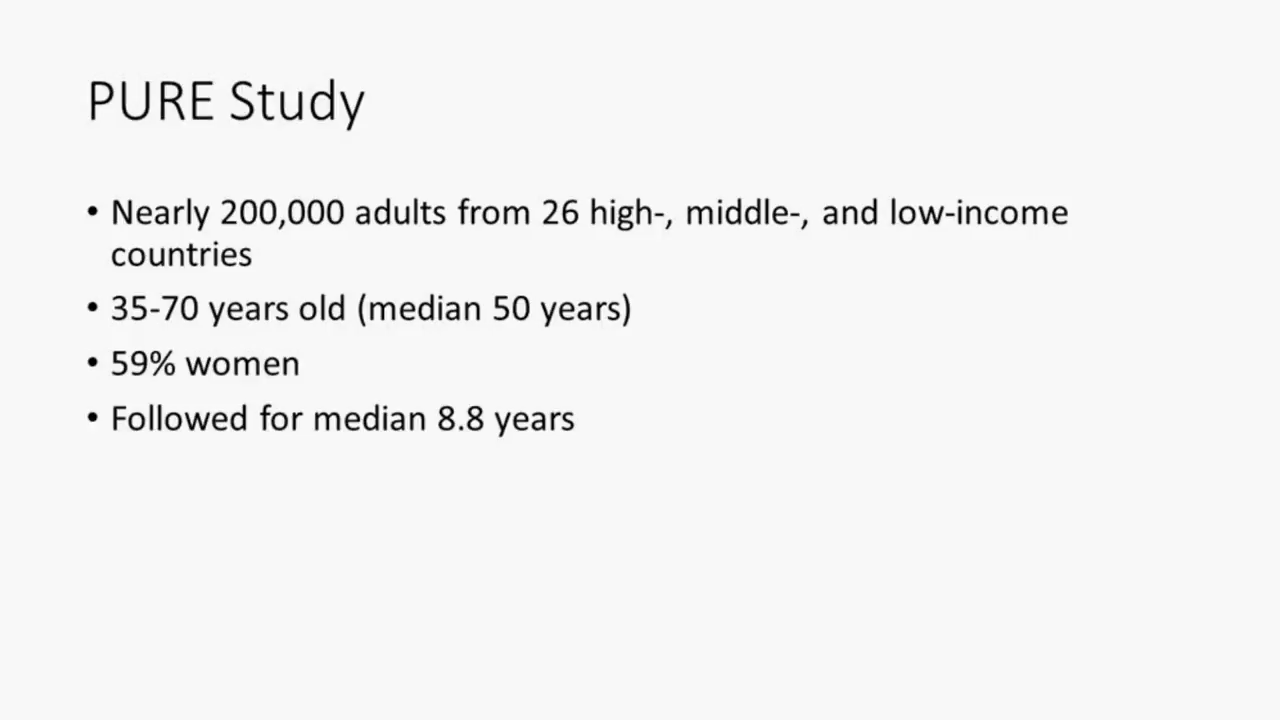 PURE Study
• Nearly 200,000 adults from 26 high-, middle-, and low-income
countries
• 35-70 years old (median 50 years)
• 59% women
• Followed for median 8.8 years